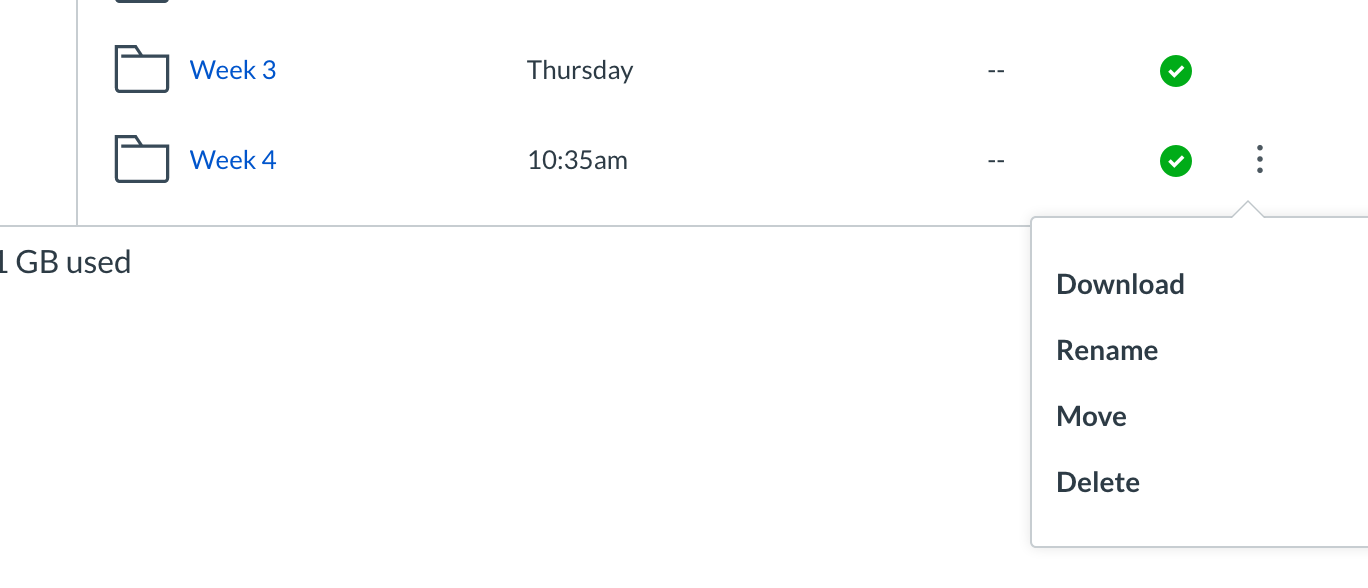 Week 3 Thursday --
Week 4 10:35am --
GB used
Download
Rename
Move
Delete